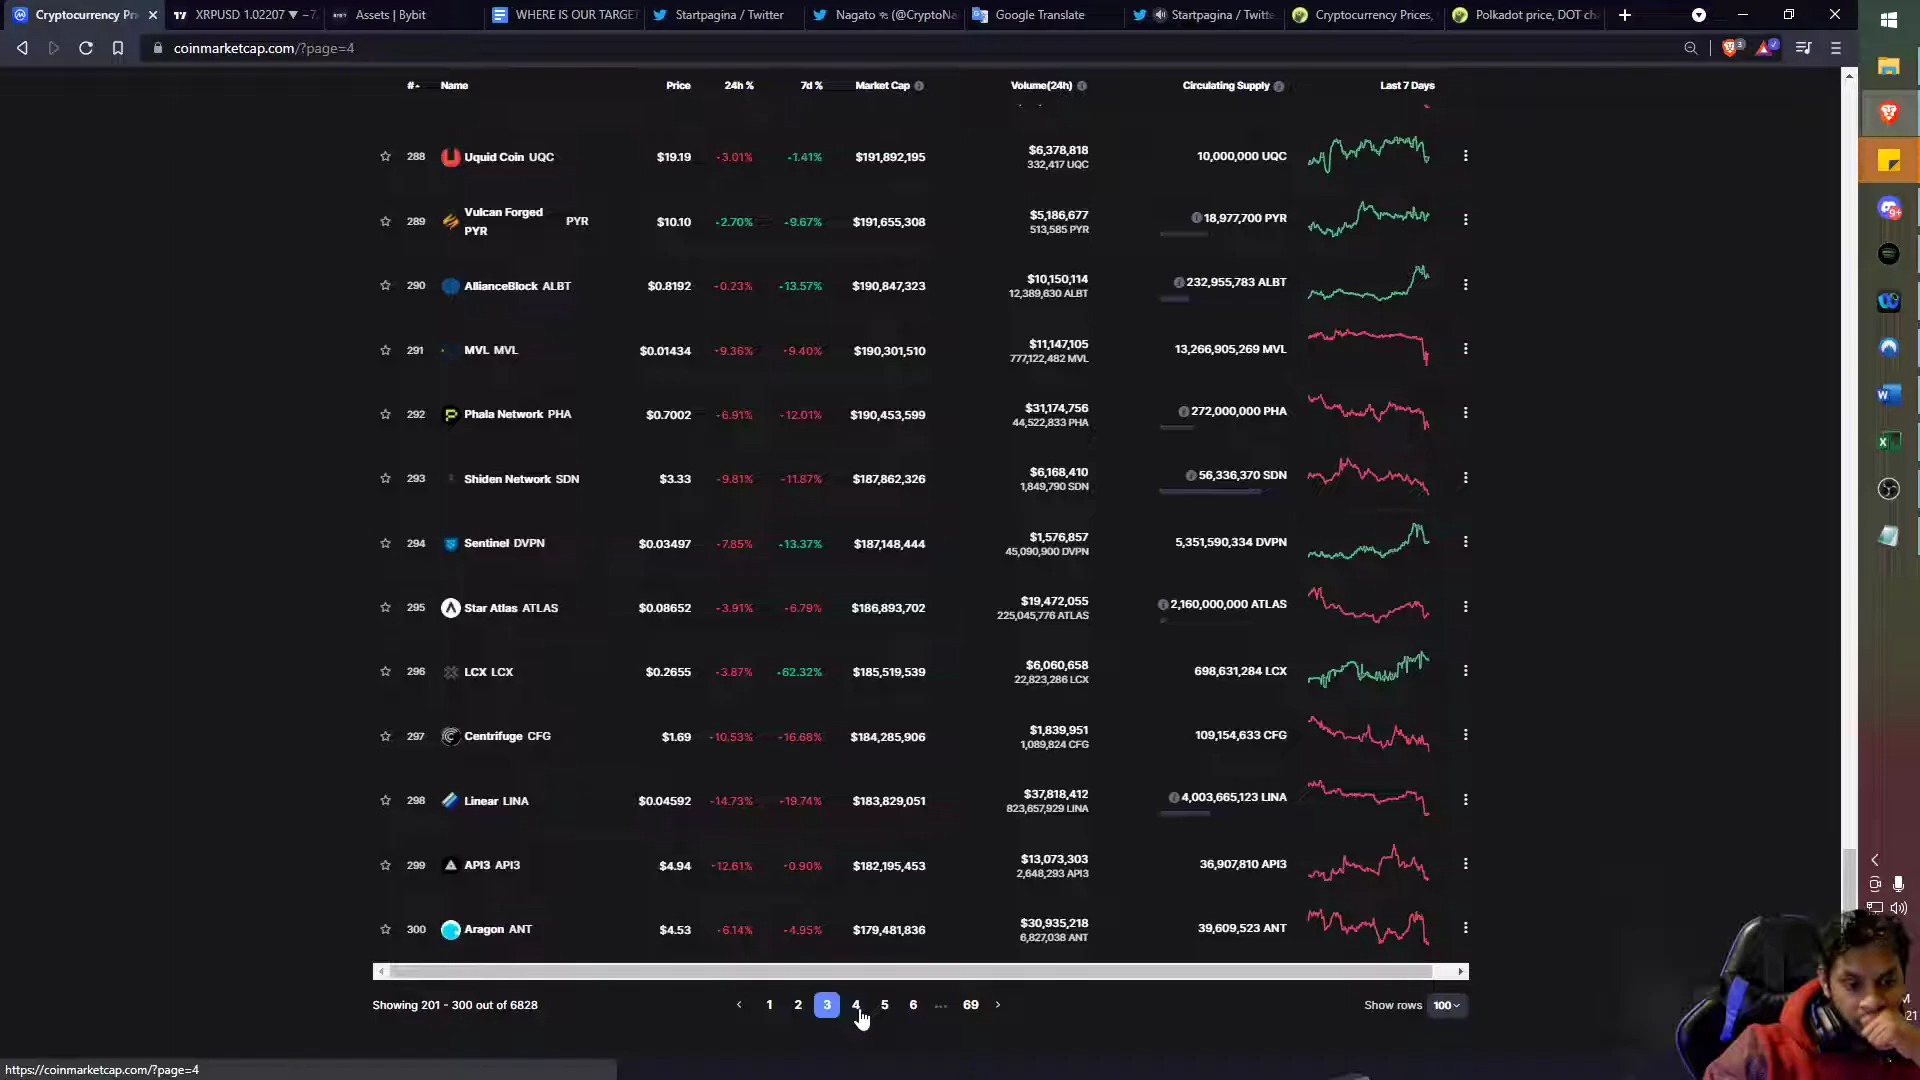 Cryptocurrency Pr
XRPUSD 1.02207 ▼ −7.
Assets | Bybit
WHERE IS OUR TARGET
Startpagina / Twitter
Nagato
(@CryptoNa
Google Translate
Startpagina / Twitte
Cryptocurrency Prices,
Polkadot price, DOT ch
coinmarketcap.com/?page=4
# Name Price 24h % 7d % Market Cap Volume(24h) Circulating Supply Last 7 Days
288 Uquid Coin UQC $19.19 -3.01% -1.41% $191,892,195 $6,378,818 10,000,000 UQC
332,417 UQC
289 Vulcan Forged PYR $10.10 -2.70% -9.67% $191,655,308 $5,186,677 18,977,700 PYR
PYR 513,585 PYR
290 AllianceBlock ALBT $0.8192 -0.23% -13.57% $190,847,323 $10,150,114 232,955,783 ALBT
12,389,630 ALBT
291 MVL MVL $0.01434 -9.36% -9.40% $190,301,510 $11,147,105 13,266,905,269 MVL
777,122,482 MVL
292 Phala Network PHA $0.7002 -6.91% -12.01% $190,453,599 $31,174,756 272,000,000 PHA
44,522,833 PHA
293 Shiden Network SDN $3.33 -9.81% -11.87% $187,862,326 $6,168,410 56,336,370 SDN
1,849,790 SDN
294 Sentinel DVPN $0.03497 -7.85% -13.37% $187,148,444 $1,576,857 5,351,590,334 DVPN
45,090,900 DVPN
295 Star Atlas ATLAS $0.08652 -3.91% -6.79% $186,893,702 $19,472,055 2,160,000,000 ATLAS
225,045,776 ATLAS
296 LCX LCX $0.2655 -3.87% -62.32% $185,519,539 $6,060,658 698,631,284 LCX
22,823,286 LCX
297 Centrifuge CFG $1.69 -10.53% -16.68% $184,285,906 $1,839,951 109,154,633 CFG
1,089,824 CFG
298 Linear LINA $0.04592 -14.73% -19.74% $183,829,051 $37,818,412 4,003,665,123 LINA
823,657,929 LINA
299 API3 API3 $4.94 -12.61% -0.90% $182,195,453 $13,073,303 36,907,810 API3
2,648,293 API3
300 Aragon ANT $4.53 -6.14% -4.95% $179,481,836 $30,935,218 39,609,523 ANT
6,827,038 ANT
Showing 201 - 300 out of 6828
1 2 3 4 5 6 ... 69
Show rows 100
https://coinmarketcap.com/?page=4